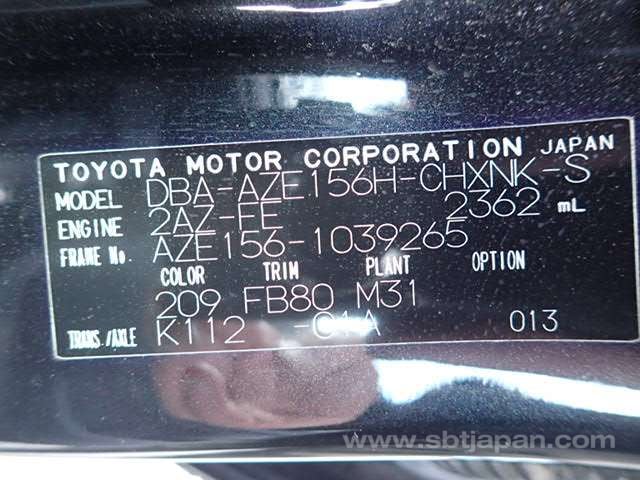 TOYOTA MOTOR CORPORATION JAPAN
MODEL DBA-AZE156H-CHXNK-S
ENGINE 2AZ-FE 2362 mL
FRAME No. AZE156-1039265
COLOR TRIM PLANT OPTION
209 FB80 M31
TRANS./AXLE K112 -01A 013
www.sbtjapan.com